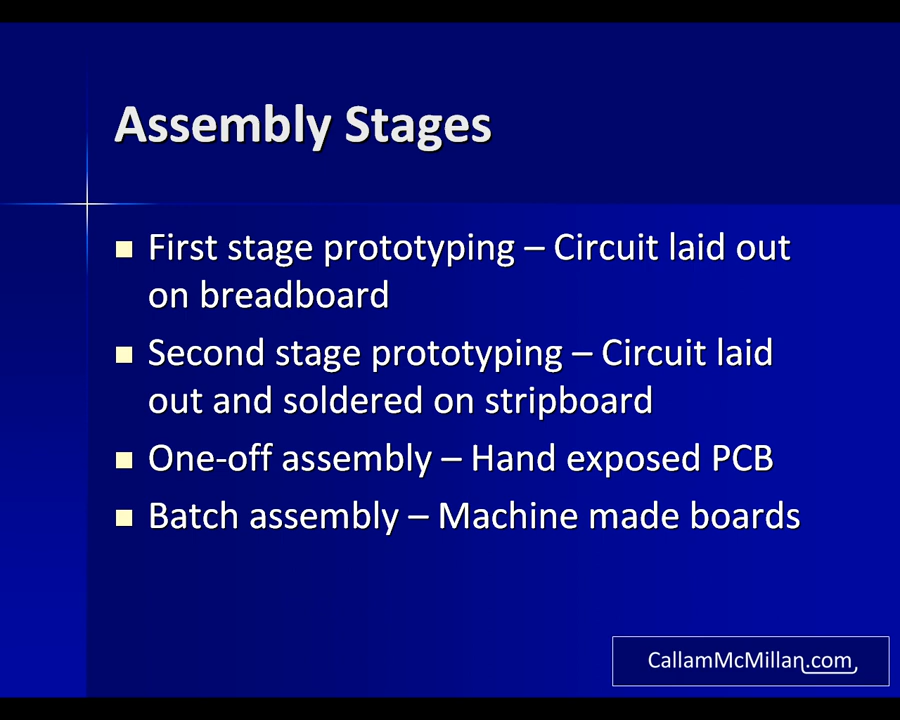 Assembly Stages
First stage prototyping – Circuit laid out
on breadboard
Second stage prototyping – Circuit laid
out and soldered on stripboard
One-off assembly – Hand exposed PCB
Batch assembly – Machine made boards
CallamMcMillan.com